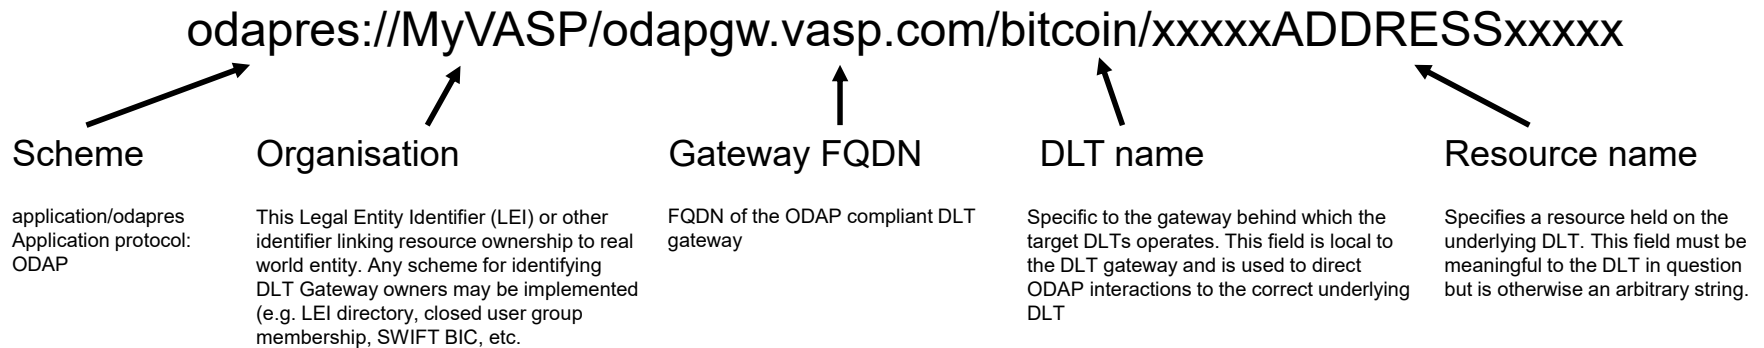 odapres://MyVASP/odapgw.vasp.com/bitcoin/xxxxxADDRESSxxxxx
Scheme
application/odapres
Application protocol:
ODAP
Organisation
This Legal Entity Identifier (LEI) or other
identifier linking resource ownership to real
world entity. Any scheme for identifying
DLT Gateway owners may be implemented
(e.g. LEI directory, closed user group
membership, SWIFT BIC, etc.
Gateway FQDN
FQDN of the ODAP compliant DLT
gateway
DLT name
Specific to the gateway behind which the
target DLTs operates. This field is local to
the DLT gateway and is used to direct
ODAP interactions to the correct underlying
DLT
Resource name
Specifies a resource held on the
underlying DLT. This field must be
meaningful to the DLT in question
but is otherwise an arbitrary string.